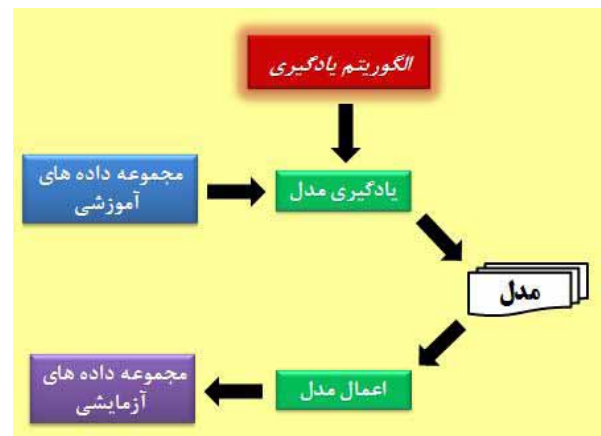 الگوریتم یادگیری
مجموعه داده های
آموزشی
یادگیری مدل
مدل
اعمال مدل
مجموعه داده های
آزمایشی